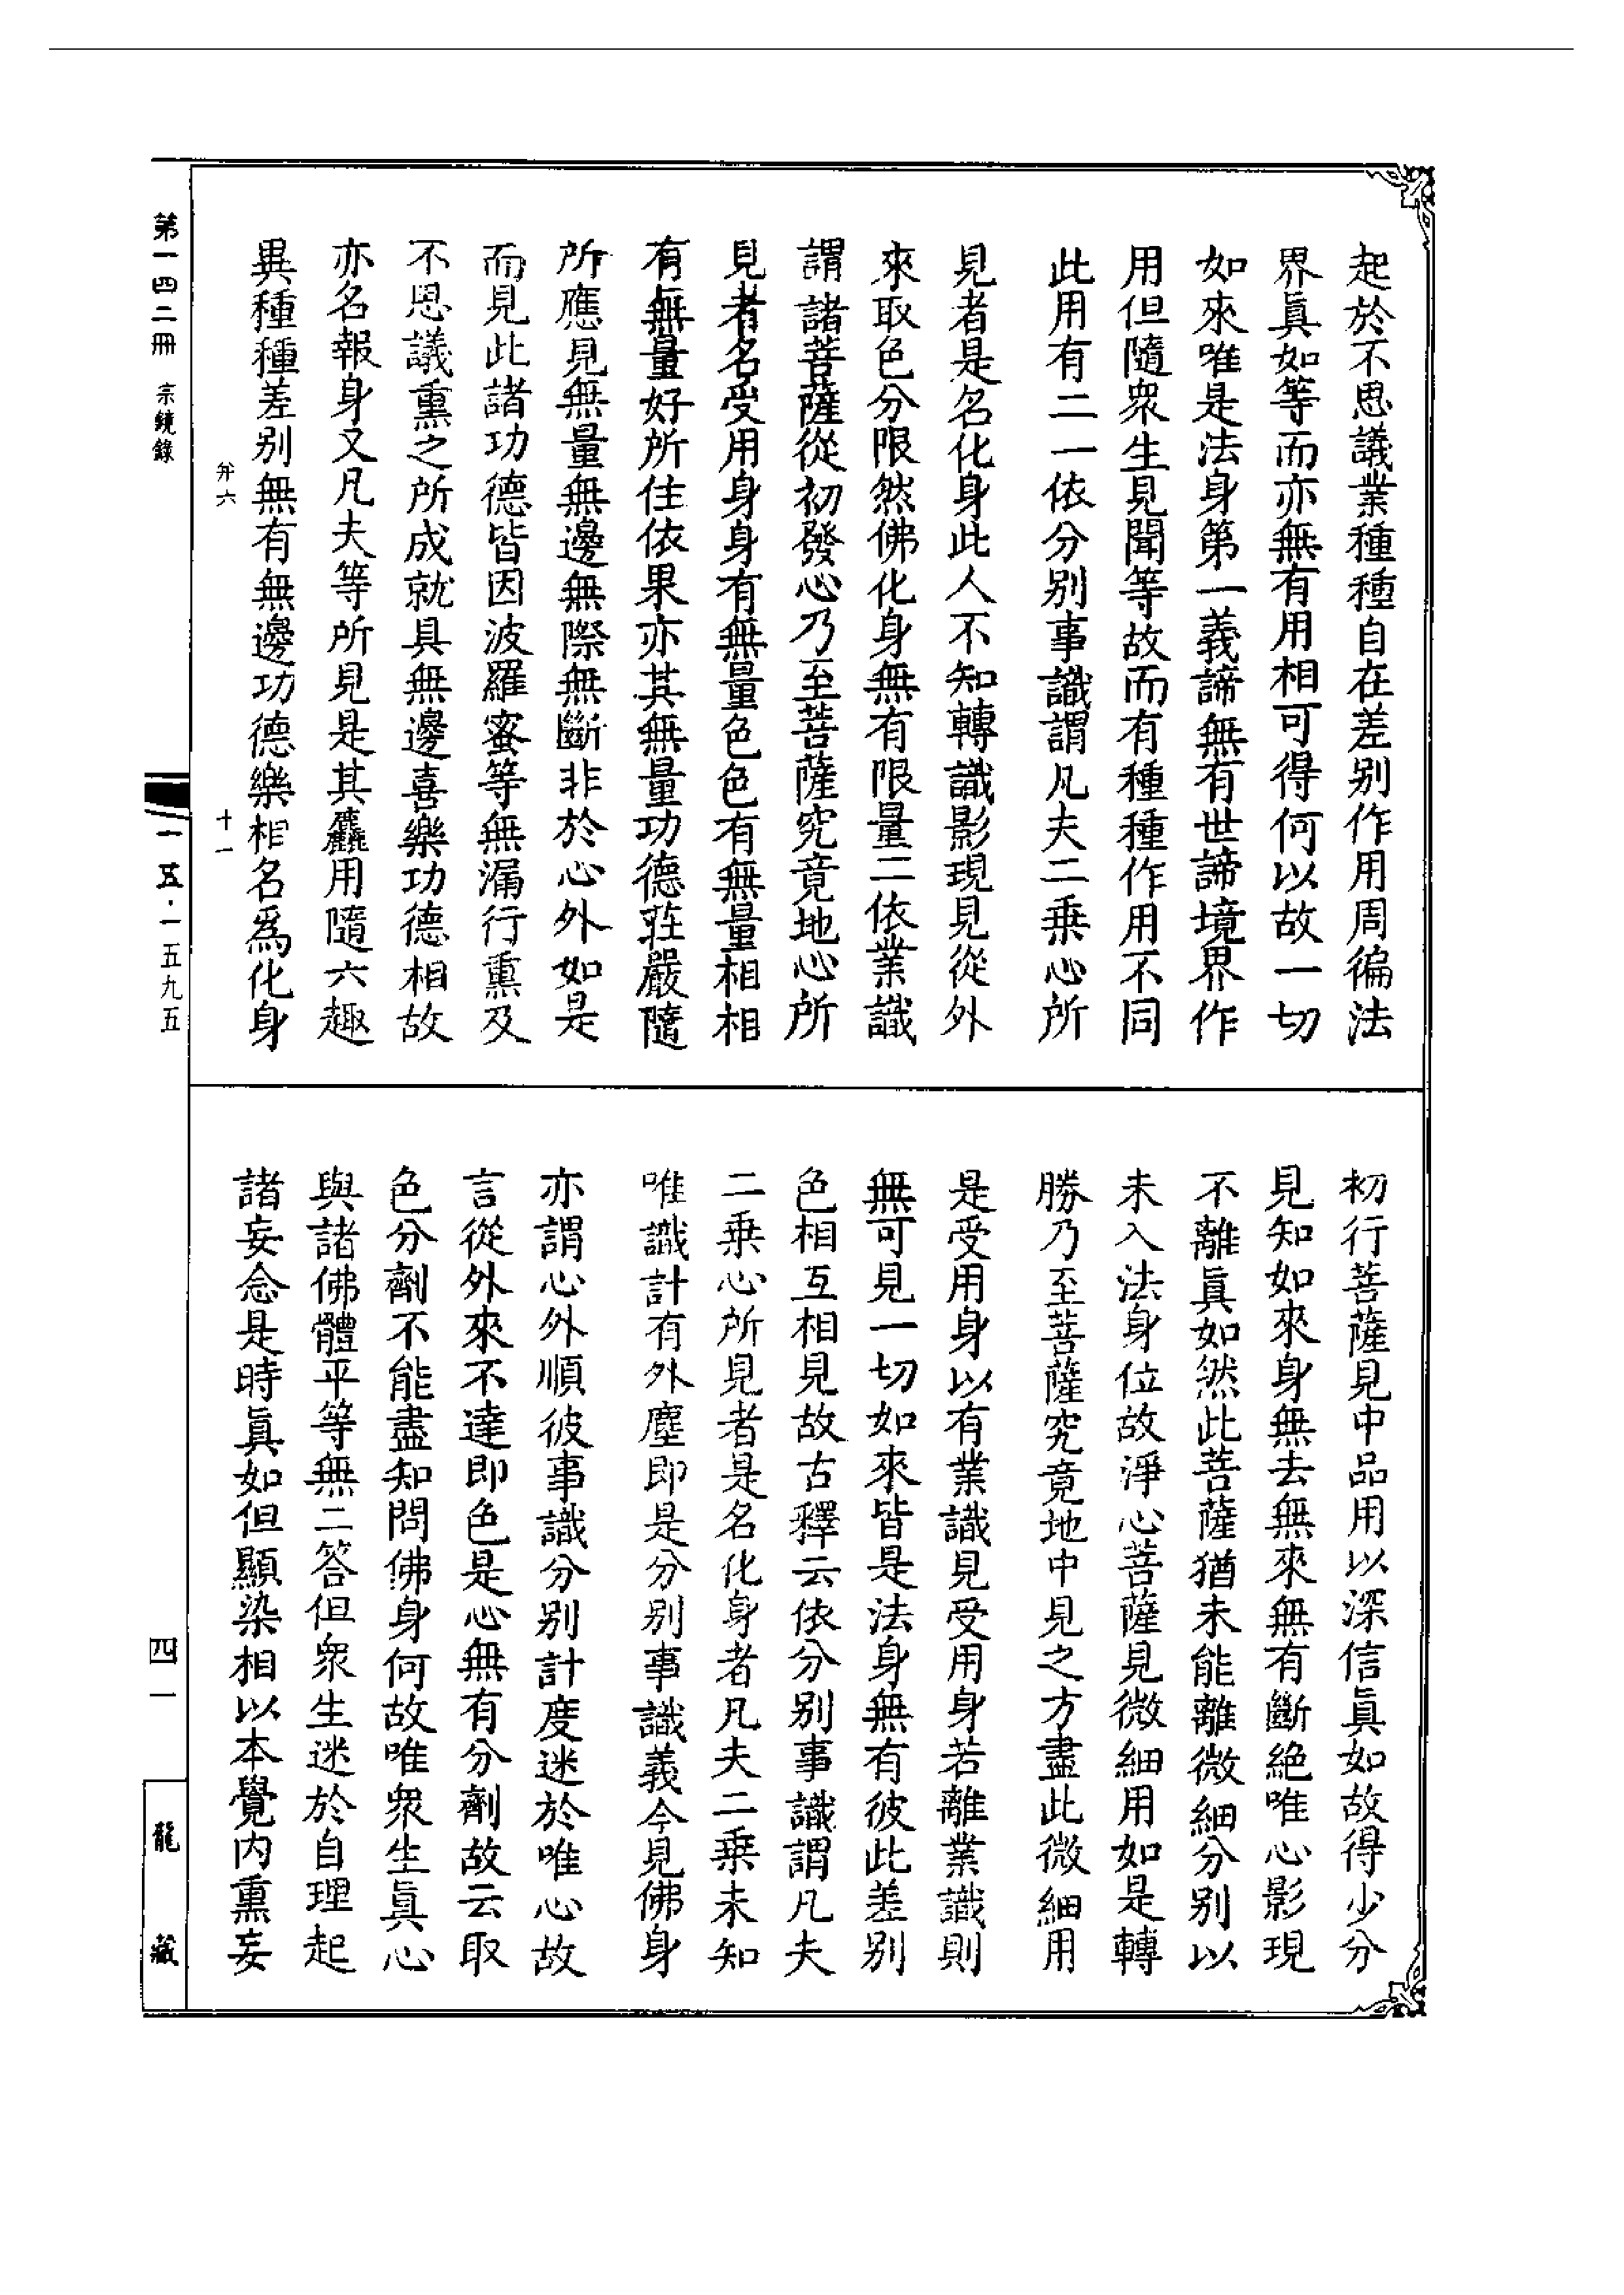 起於不思議業種種自在差别作用周徧法
界眞如等而亦無有用相可得何以故一切
如來唯是法身第一義諦無有世諦境界作
用但隨衆生見聞等故而有種種作用不同
此用有二一依分别事識謂凡夫二乗心所
見者是名化身此人不知轉識影現見從外
來取色分限然佛化身無有限量二依業識
謂諸菩薩從初發心乃至菩薩究竟地心所
見者名受用身身有無量色色有無量相相
有無量好所住依果亦其無量功德莊嚴隨
所應見無量無邊無際無斷非於心外如是
而見此諸功德皆因波羅蜜等無漏行熏及
不思議熏之所成就具無邊喜樂功德相故
亦名報身又凡夫等所見是其麤用隨六趣
異種種差别無有無邊功德樂相名爲化身
初行菩薩見中品用以深信眞如故得少分
見知如來身無去無來無有斷絶唯心影現
不離眞如然此菩薩猶未能離微細分别以
未入法身位故淨心菩薩見微細用如是轉
勝乃至菩薩究竟地中見之方盡此微細用
是受用身以有業識見受用身若離業識則
無可見一切如來皆是法身無有彼此差别
色相互相見故古釋云依分别事識謂凡夫
二乗心所見者是名化身者凡夫二乗未知
唯識計有外塵即是分别事識義今見佛身
亦謂心外順彼事識分别計度迷於唯心故
言從外來不達即色是心無有分劑故云取
色分劑不能盡知問佛身何故唯衆生眞心
與諸佛體平等無二答但衆生迷於自理起
諸妄念是時眞如但顯染相以本覺内熏妄
弁六
十一
第一四二冊 宗鏡錄
一五·一五九五
四一
龍藏